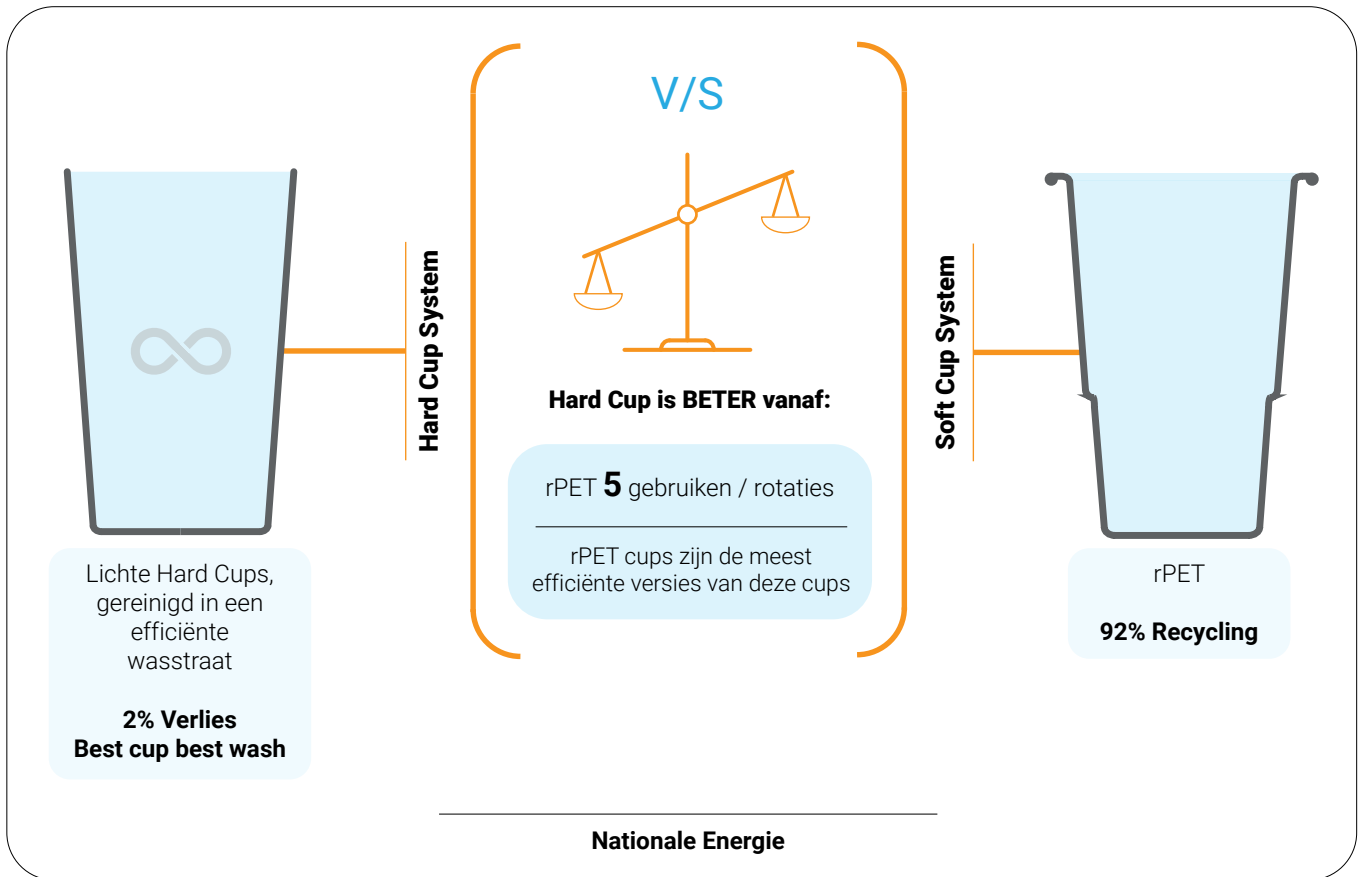 V/S
Hard Cup System
Soft Cup System
Hard Cup is BETER vanaf:
rPET 5 gebruiken / rotaties
rPET cups zijn de meest
efficiënte versies van deze cups
Lichte Hard Cups,
gereinigd in een
efficiënte
wasstraat
2% Verlies
Best cup best wash
rPET
92% Recycling
Nationale Energie